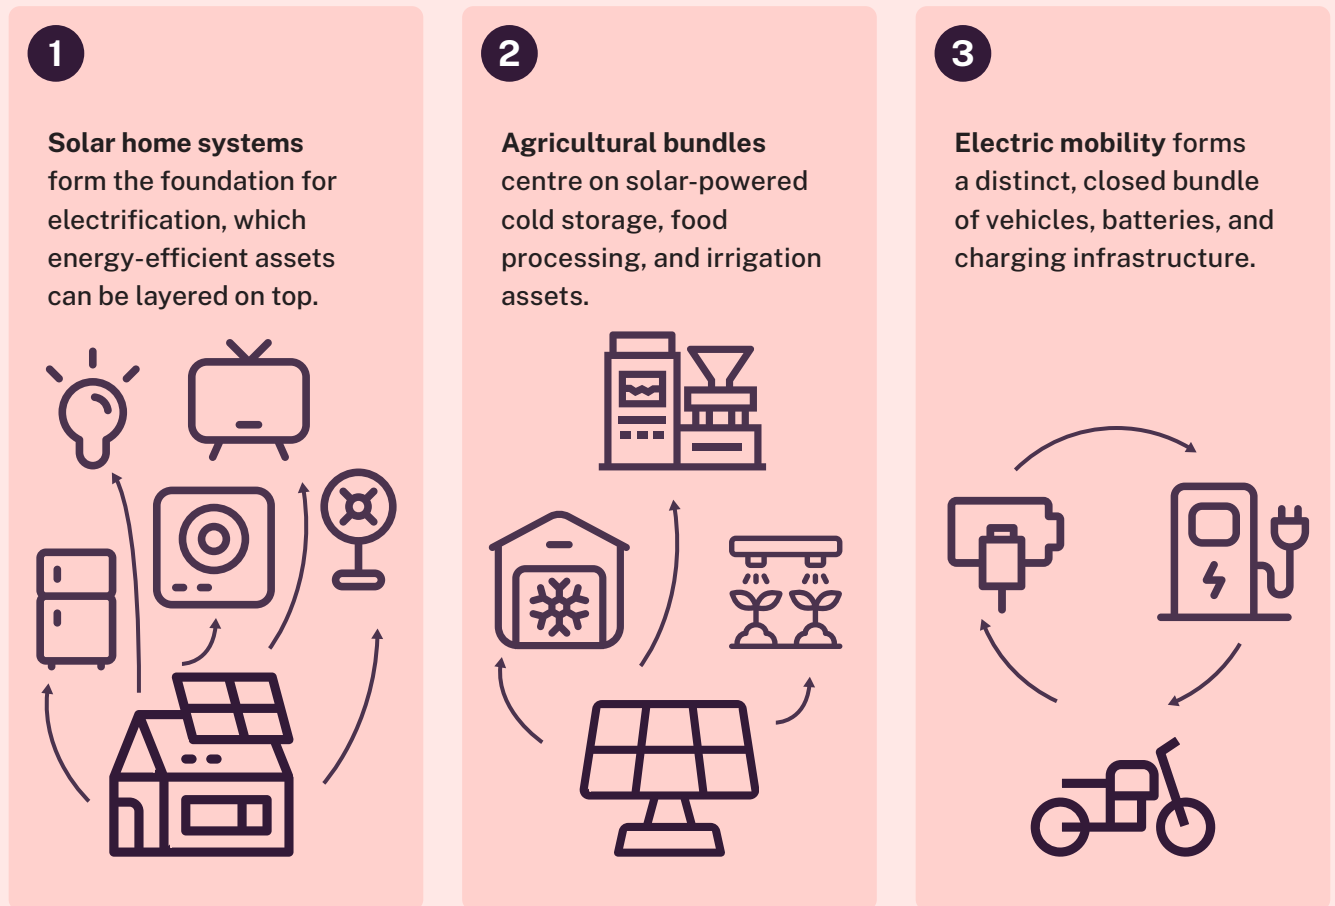 1
Solar home systems
form the foundation for
electrification, which
energy-efficient assets
can be layered on top.
2
Agricultural bundles
centre on solar-powered
cold storage, food
processing, and irrigation
assets.
3
Electric mobility forms
a distinct, closed bundle
of vehicles, batteries, and
charging infrastructure.